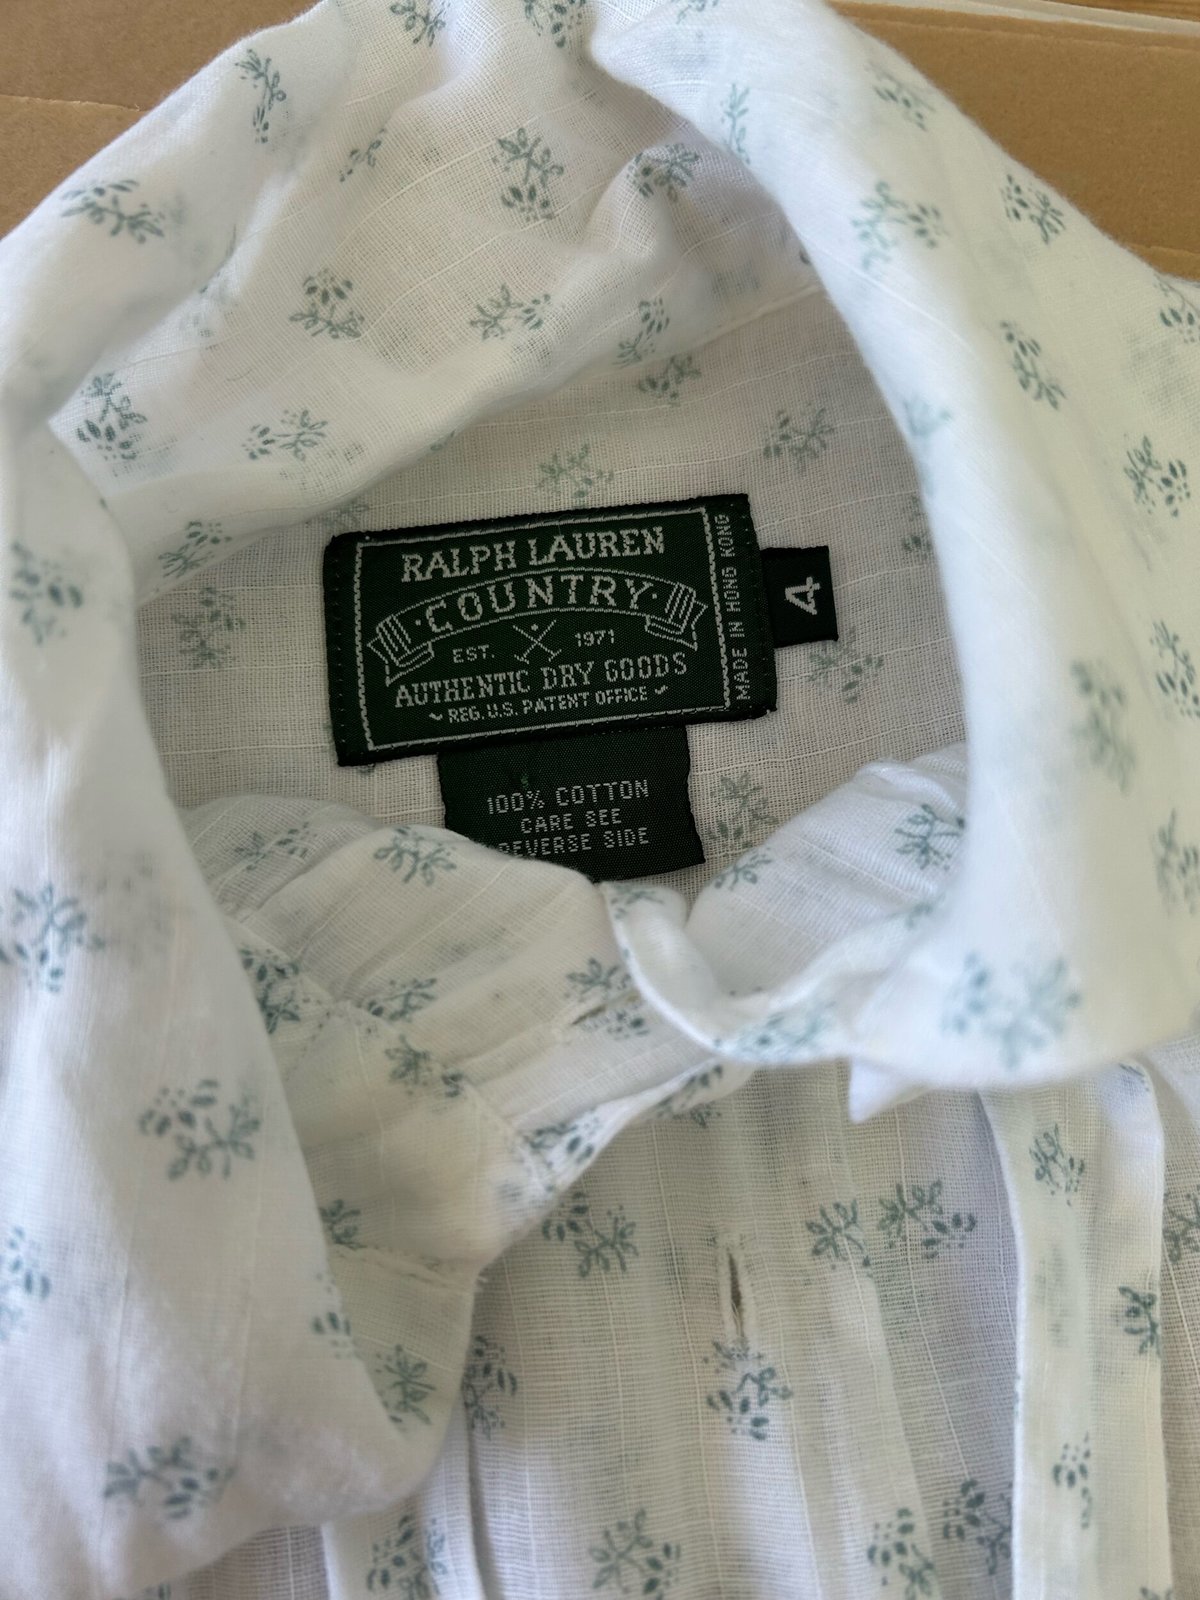 RALPH LAUREN
COUNTRY
EST. 1971
AUTHENTIC DRY GOODS
REG. U.S. PATENT OFFICE
MADE IN HONG KONG
4
100% COTTON
CARE SEE
REVERSE SIDE